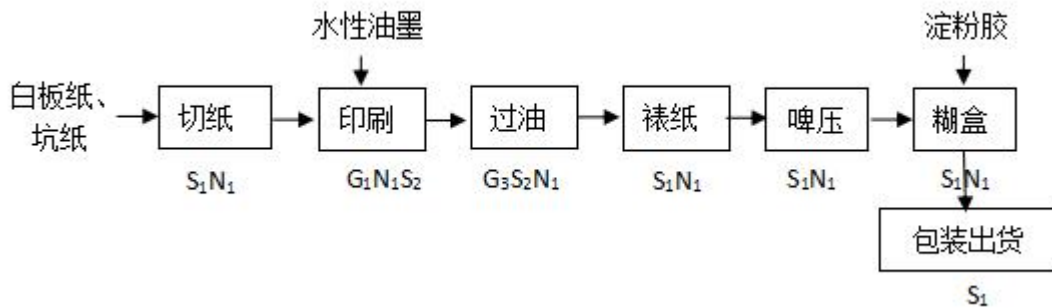 水性油墨
淀粉胶
白板纸、
坑纸
切纸
印刷
过油
裱纸
啤压
糊盒
S₁N₁
G₁N₁S₂
G₃S₂N₁
S₁N₁
S₁N₁
S₁N₁
包装出货
S₁